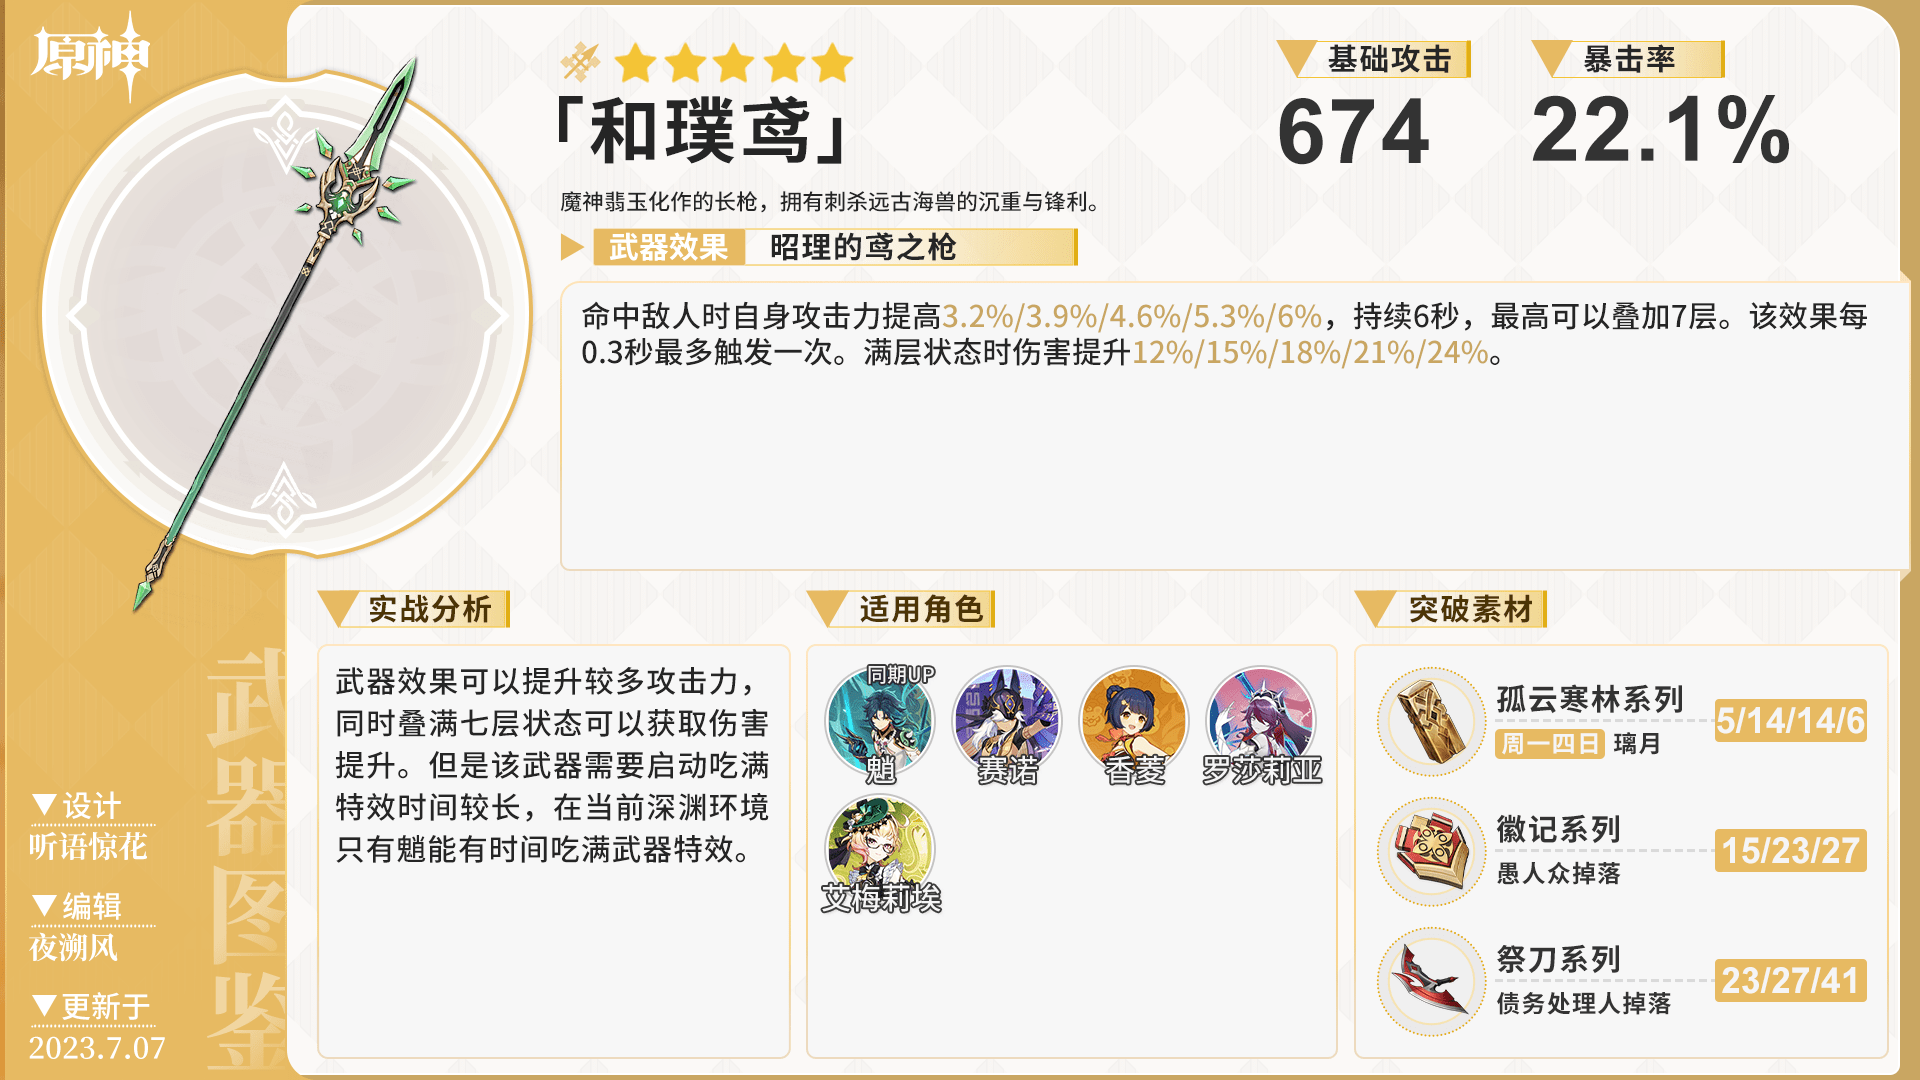 原神
「和璞鸢」
基础攻击
674
暴击率
22.1%
魔神翡玉化作的长枪，拥有刺杀远古海兽的沉重与锋利。
武器效果
昭理的鸢之枪
命中敌人时自身攻击力提高3.2%/3.9%/4.6%/5.3%/6%，持续6秒，最高可以叠加7层。该效果每
0.3秒最多触发一次。满层状态时伤害提升12%/15%/18%/21%/24%。
实战分析
武器效果可以提升较多攻击力，
同时叠满七层状态可以获取伤害
提升。但是该武器需要启动吃满
特效时间较长，在当前深渊环境
只有魈能有时间吃满武器特效。
适用角色
同期UP
魈
赛诺
香菱
罗莎莉亚
艾梅莉埃
突破素材
孤云寒林系列
周一四日 璃月
5/14/14/6
徽记系列
愚人众掉落
15/23/27
祭刀系列
债务处理人掉落
23/27/41
武器图鉴
▼设计
听语惊花
▼编辑
夜溯风
▼更新于
2023.7.07